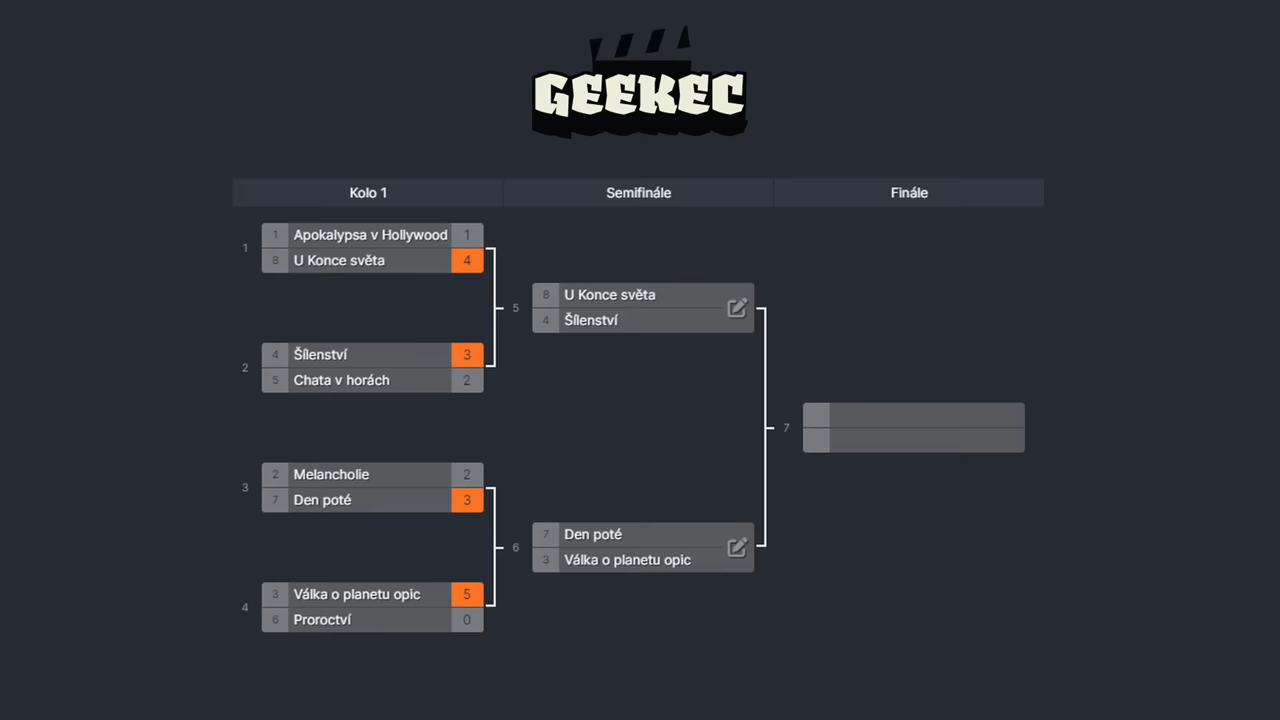 GEEKEC
Kolo 1
Semifinále
Finále
1
1 Apokalypsa v Hollywood 1
8 U Konce světa 4
2
4 Šílenství 3
5 Chata v horách 2
3
2 Melancholie 2
7 Den poté 3
4
3 Válka o planetu opic 5
6 Proroctví 0
5
8 U Konce světa
4 Šílenství
6
7 Den poté
3 Válka o planetu opic
7